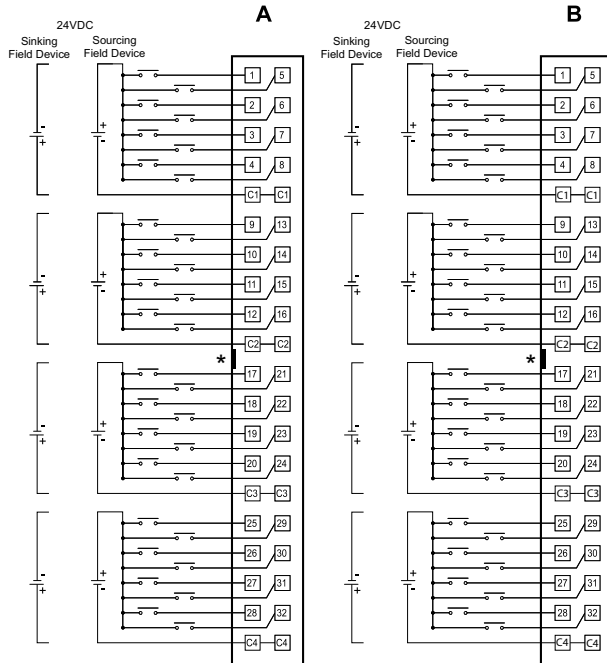 A
24VDC
Sinking
Field Device
Sourcing
Field Device
- +
+ -
1 5
2 6
3 7
4 8
C1 C1
- +
+ -
9 13
10 14
11 15
12 16
C2 C2
*
- +
+ -
17 21
18 22
19 23
20 24
C3 C3
- +
+ -
25 29
26 30
27 31
28 32
C4 C4
B
24VDC
Sinking
Field Device
Sourcing
Field Device
- +
+ -
1 5
2 6
3 7
4 8
C1 C1
- +
+ -
9 13
10 14
11 15
12 16
C2 C2
*
- +
+ -
17 21
18 22
19 23
20 24
C3 C3
- +
+ -
25 29
26 30
27 31
28 32
C4 C4